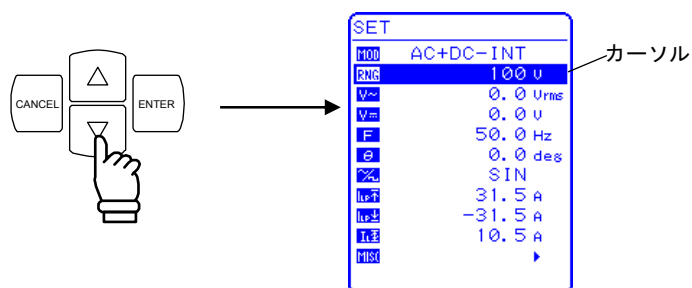 SET
MOD AC+DC-INT
RNG 100 V
カーソル
V~ 0.0 Vrms
V⎓ 0.0 V
F 50.0 Hz
θ 0.0 deg
SIN
31.5 A
-31.5 A
10.5 A
MISC
CANCEL
ENTER